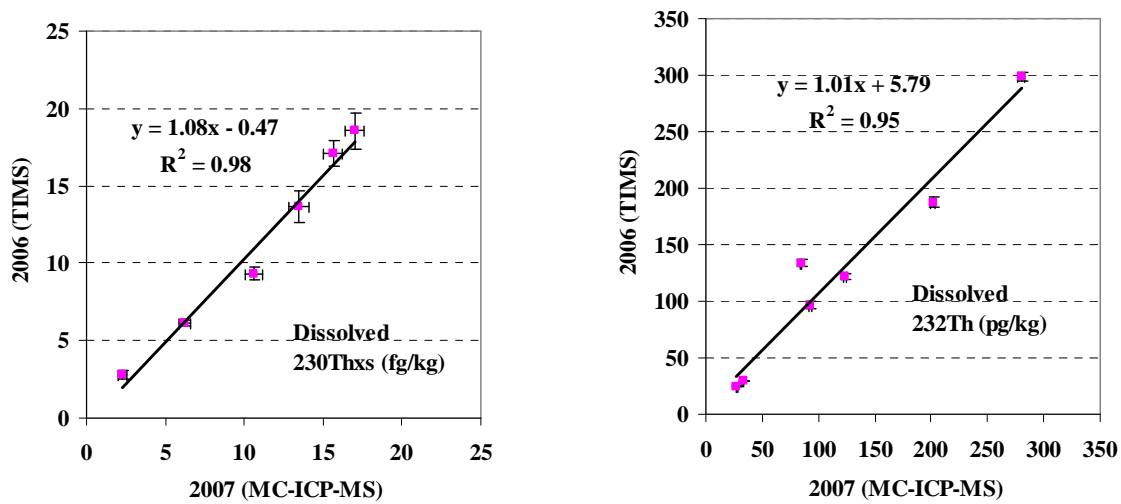 25
20
15
10
5
0
0 5 10 15 20 25
2006 (TIMS)
2007 (MC-ICP-MS)
y = 1.08x - 0.47
R² = 0.98
Dissolved
230Thxs (fg/kg)
350
300
250
200
150
100
50
0
0 50 100 150 200 250 300 350
2006 (TIMS)
2007 (MC-ICP-MS)
y = 1.01x + 5.79
R² = 0.95
Dissolved
232Th (pg/kg)